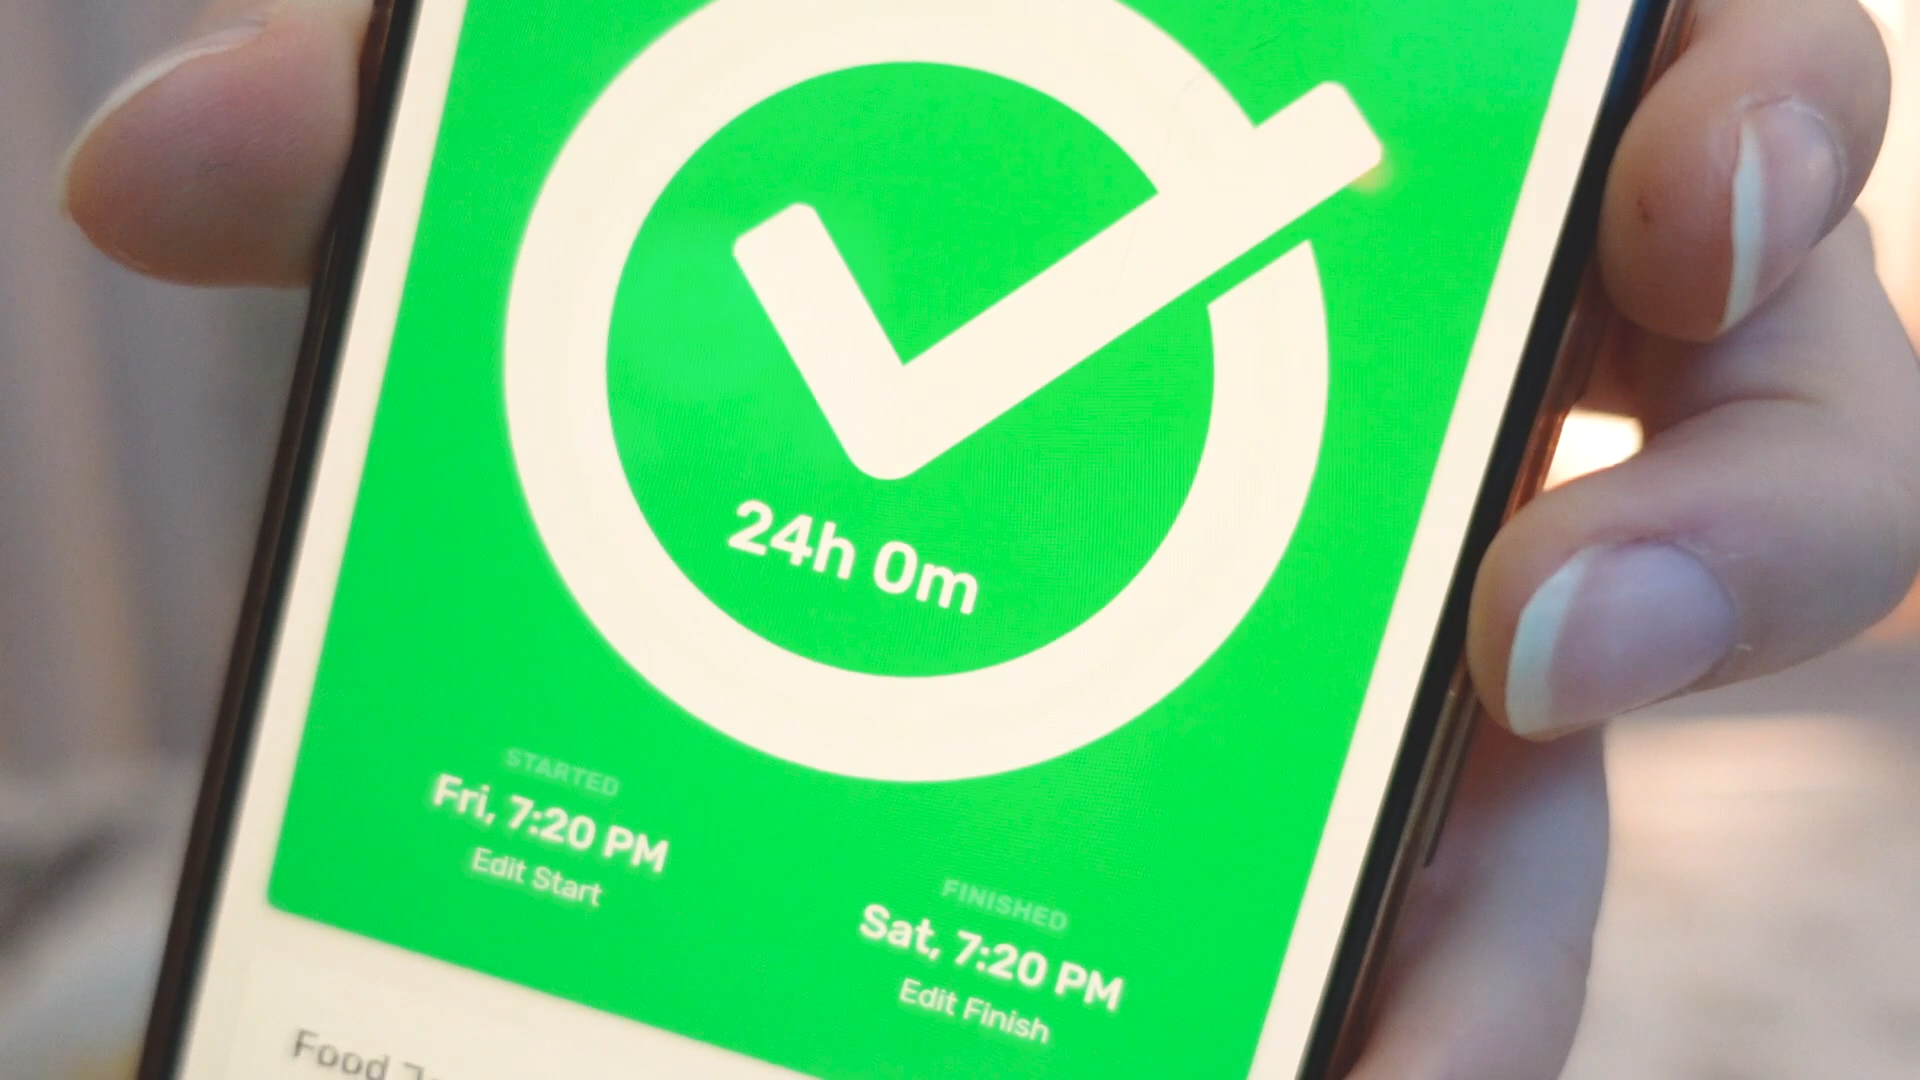 24h 0m
STARTED
Fri, 7:20 PM
Edit Start
FINISHED
Sat, 7:20 PM
Edit Finish
Food